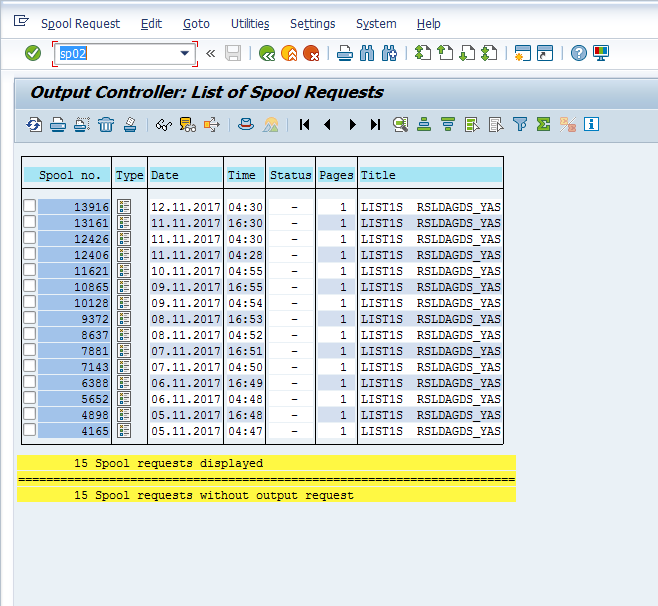 Spool Request Edit Goto Utilities Settings System Help
sp02
Output Controller: List of Spool Requests
Spool no. Type Date Time Status Pages Title
13916 12.11.2017 04:30 - 1 LIST1S RSLDAGDS_YAS
13161 11.11.2017 16:30 - 1 LIST1S RSLDAGDS_YAS
12426 11.11.2017 04:30 - 1 LIST1S RSLDAGDS_YAS
12406 11.11.2017 04:28 - 1 LIST1S RSLDAGDS_YAS
11621 10.11.2017 04:55 - 1 LIST1S RSLDAGDS_YAS
10865 09.11.2017 16:55 - 1 LIST1S RSLDAGDS_YAS
10128 09.11.2017 04:54 - 1 LIST1S RSLDAGDS_YAS
9372 08.11.2017 16:53 - 1 LIST1S RSLDAGDS_YAS
8637 08.11.2017 04:52 - 1 LIST1S RSLDAGDS_YAS
7881 07.11.2017 16:51 - 1 LIST1S RSLDAGDS_YAS
7143 07.11.2017 04:50 - 1 LIST1S RSLDAGDS_YAS
6388 06.11.2017 16:49 - 1 LIST1S RSLDAGDS_YAS
5652 06.11.2017 04:48 - 1 LIST1S RSLDAGDS_YAS
4898 05.11.2017 16:48 - 1 LIST1S RSLDAGDS_YAS
4165 05.11.2017 04:47 - 1 LIST1S RSLDAGDS_YAS
15 Spool requests displayed
=======================================================================
15 Spool requests without output request